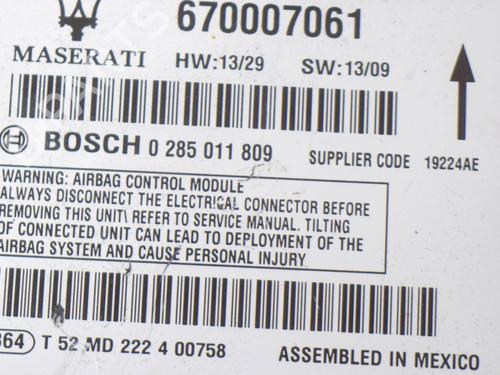 670007061
MASERATI HW:13/29 SW:13/09
BOSCH 0 285 011 809 SUPPLIER CODE 19224AE
WARNING: AIRBAG CONTROL MODULE
ALWAYS DISCONNECT THE ELECTRICAL CONNECTOR BEFORE
REMOVING THIS UNIT\ REFER TO SERVICE MANUAL. TILTING
OF CONNECTED UNIT CAN LEAD TO DEPLOYMENT OF THE
AIRBAG SYSTEM AND CAUSE PERSONAL INJURY
364 T 52 MD 222 4 00758 ASSEMBLED IN MEXICO